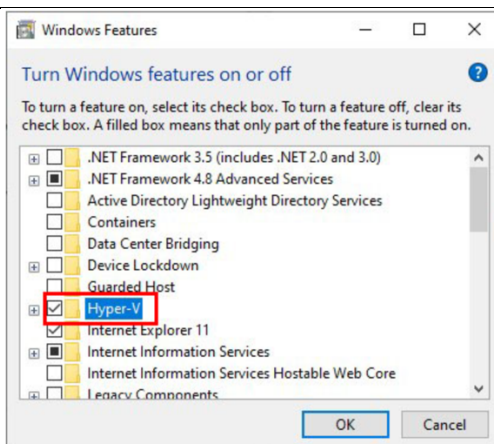 Windows Features
Turn Windows features on or off
To turn a feature on, select its check box. To turn a feature off, clear its
check box. A filled box means that only part of the feature is turned on.
.NET Framework 3.5 (includes .NET 2.0 and 3.0)
.NET Framework 4.8 Advanced Services
Active Directory Lightweight Directory Services
Containers
Data Center Bridging
Device Lockdown
Guarded Host
Hyper-V
Internet Explorer 11
Internet Information Services
Internet Information Services Hostable Web Core
Legacy Components
OK Cancel